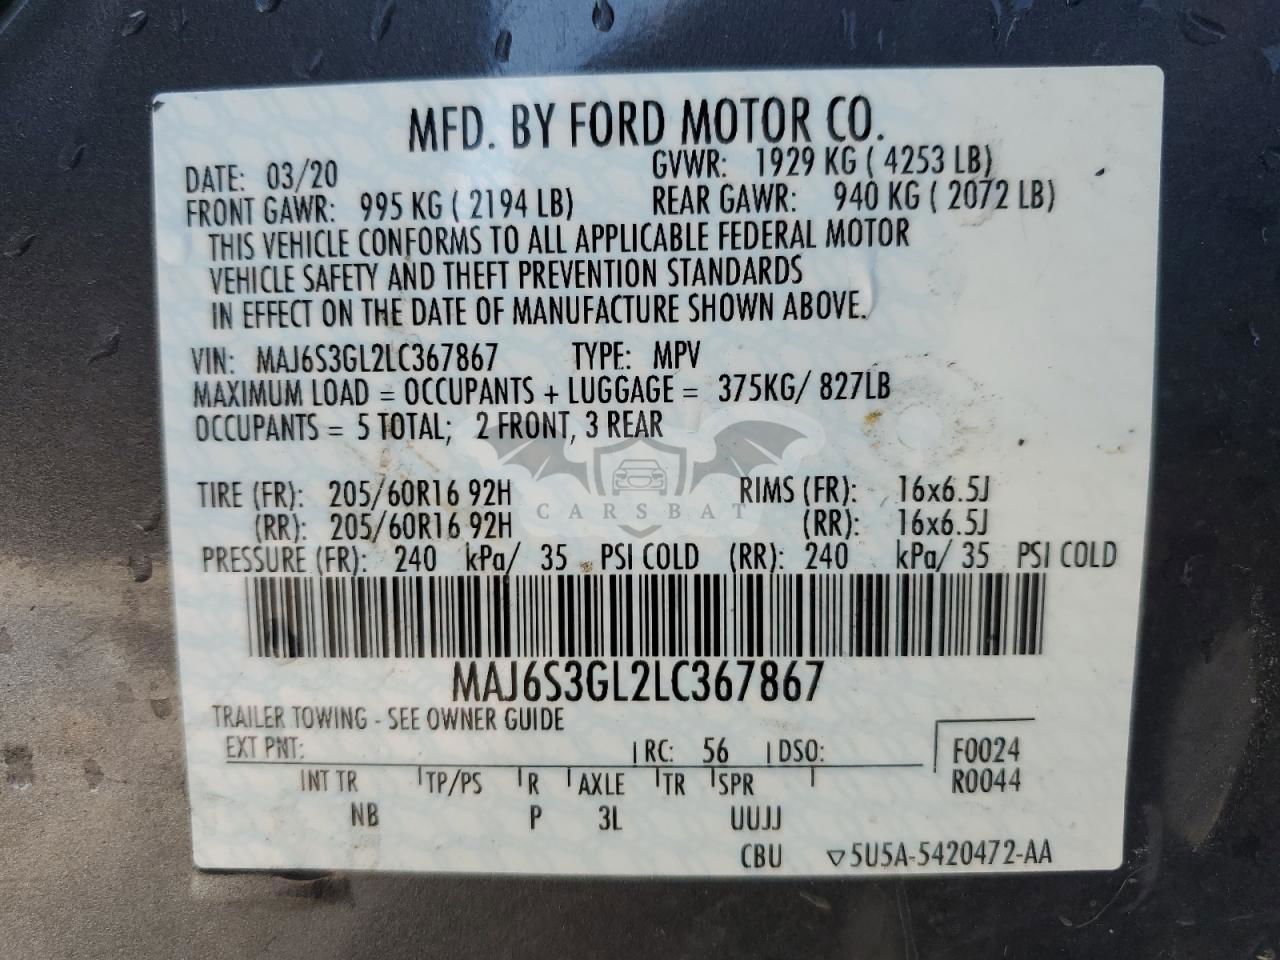 MFD. BY FORD MOTOR CO.
DATE: 03/20 GVWR: 1929 KG ( 4253 LB)
FRONT GAWR: 995 KG ( 2194 LB) REAR GAWR: 940 KG ( 2072 LB)
THIS VEHICLE CONFORMS TO ALL APPLICABLE FEDERAL MOTOR
VEHICLE SAFETY AND THEFT PREVENTION STANDARDS
IN EFFECT ON THE DATE OF MANUFACTURE SHOWN ABOVE.
VIN: MAJ6S3GL2LC367867 TYPE: MPV
MAXIMUM LOAD = OCCUPANTS + LUGGAGE = 375KG/ 827LB
OCCUPANTS = 5 TOTAL; 2 FRONT, 3 REAR
TIRE (FR): 205/60R16 92H RIMS (FR): 16x6.5J
CARSBAT
(RR): 205/60R16 92H (RR): 16x6.5J
PRESSURE (FR): 240 kPa/ 35 PSI COLD (RR): 240 kPa/ 35 PSI COLD
MAJ6S3GL2LC367867
TRAILER TOWING - SEE OWNER GUIDE
EXT PNT: RC: 56 DSO: F0024
INT TR TP/PS R AXLE TR SPR R0044
NB P 3L UUJJ
CBU ▽5U5A-5420472-AA